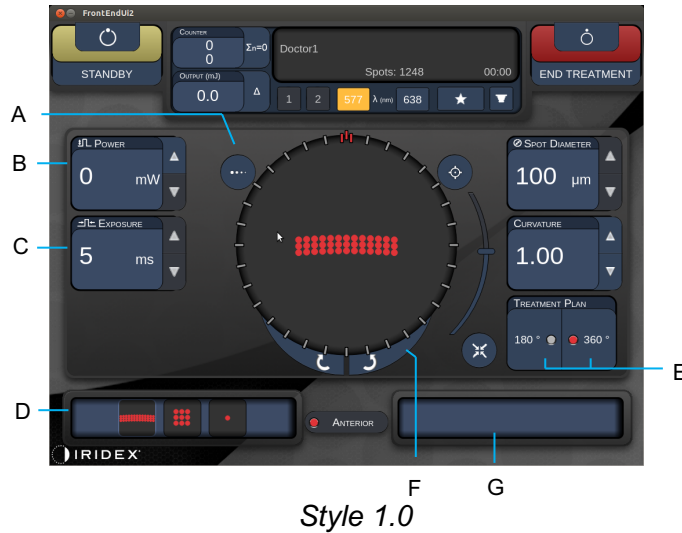 FrontEndUI2
STANDBY
COUNTER
0
0
Σn=0
OUTPUT (mJ)
0.0
Δ
Doctor1
Spots: 1248
00:00
1
2
577
λ (nm)
638
END TREATMENT
A
B
POWER
0
mW
C
EXPOSURE
5
ms
SPOT DIAMETER
100
μm
CURVATURE
1.00
TREATMENT PLAN
180 °
360 °
E
D
ANTERIOR
IRIDEX
F
G
Style 1.0